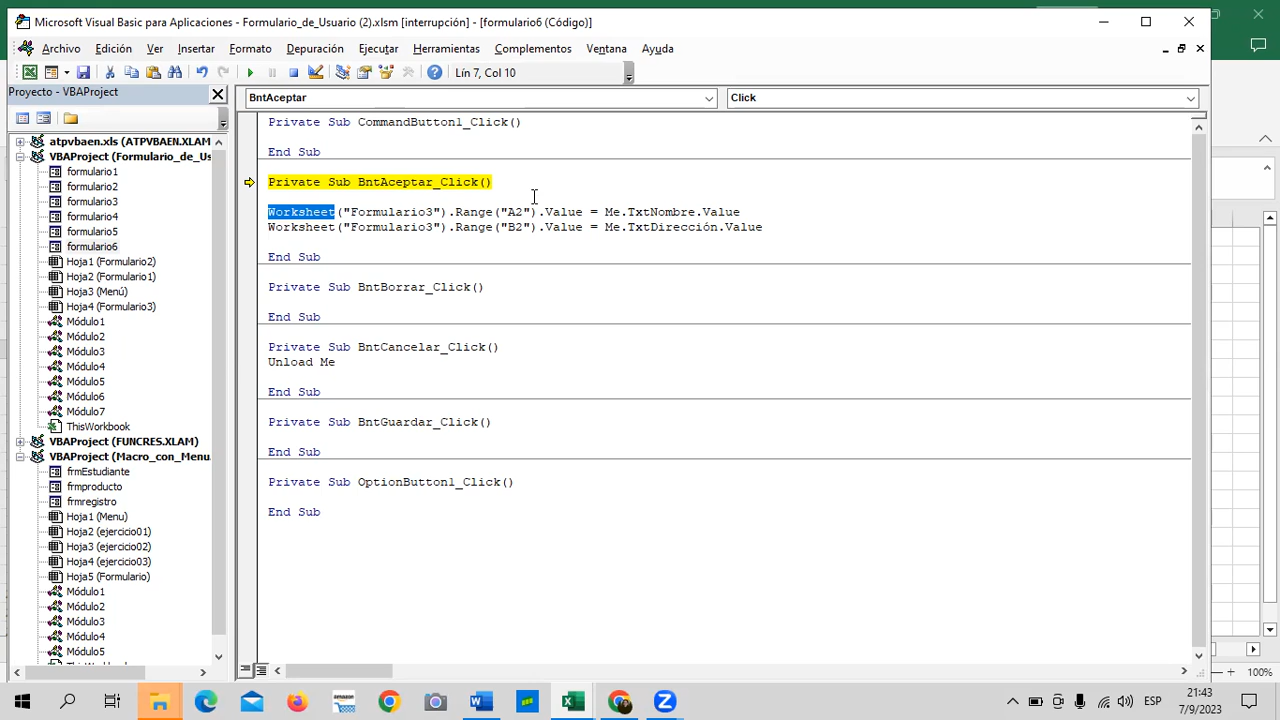 Microsoft Visual Basic para Aplicaciones - Formulario_de_Usuario (2).xlsm [interrupción] - [formulario6 (Código)]
Archivo Edición Ver Insertar Formato Depuración Ejecutar Herramientas Complementos Ventana Ayuda
Lín 7, Col 10
Proyecto - VBAProject
BntAceptar
Click
atpvbaen.xls (ATPVBAEN.XLAM
VBAProject (Formulario_de_Us
formulario1
formulario2
formulario3
formulario4
formulario5
formulario6
Hoja1 (Formulario2)
Hoja2 (Formulario1)
Hoja3 (Menú)
Hoja4 (Formulario3)
Módulo1
Módulo2
Módulo3
Módulo4
Módulo5
Módulo6
Módulo7
ThisWorkbook
VBAProject (FUNCRES.XLAM)
VBAProject (Macro_con_Menu
frmEstudiante
frmproducto
frmregistro
Hoja1 (Menu)
Hoja2 (ejercicio01)
Hoja3 (ejercicio02)
Hoja4 (ejercicio03)
Hoja5 (Formulario)
Módulo1
Módulo2
Módulo3
Módulo4
Módulo5
Private Sub CommandButton1_Click()
End Sub
Private Sub BntAceptar_Click()
Worksheet("Formulario3").Range("A2").Value = Me.TxtNombre.Value
Worksheet("Formulario3").Range("B2").Value = Me.TxtDirección.Value
End Sub
Private Sub BntBorrar_Click()
End Sub
Private Sub BntCancelar_Click()
Unload Me
End Sub
Private Sub BntGuardar_Click()
End Sub
Private Sub OptionButton1_Click()
End Sub
100%
amazon
ESP
21:43
7/9/2023